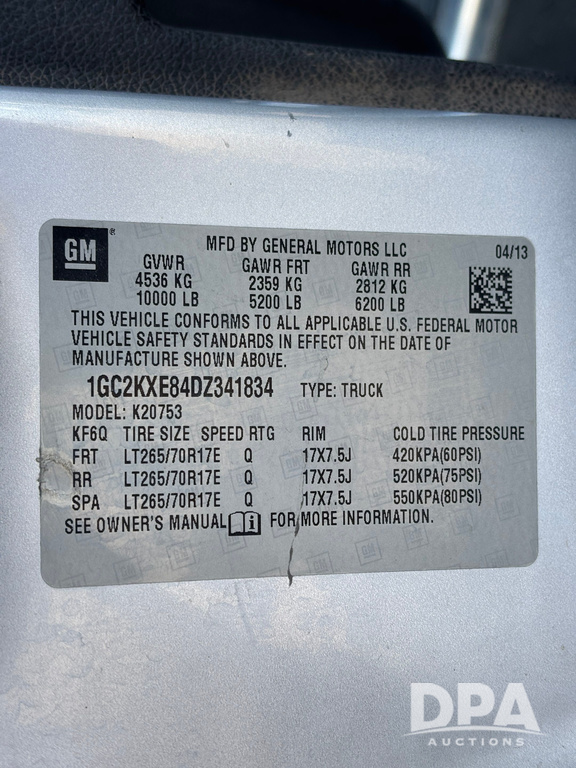 GM®
MFD BY GENERAL MOTORS LLC 04/13
GVWR GAWR FRT GAWR RR
4536 KG 2359 KG 2812 KG
10000 LB 5200 LB 6200 LB
THIS VEHICLE CONFORMS TO ALL APPLICABLE U.S. FEDERAL MOTOR
VEHICLE SAFETY STANDARDS IN EFFECT ON THE DATE OF
MANUFACTURE SHOWN ABOVE.
1GC2KXE84DZ341834 TYPE: TRUCK
MODEL: K20753
KF6Q TIRE SIZE SPEED RTG RIM COLD TIRE PRESSURE
FRT LT265/70R17E Q 17X7.5J 420KPA(60PSI)
RR LT265/70R17E Q 17X7.5J 520KPA(75PSI)
SPA LT265/70R17E Q 17X7.5J 550KPA(80PSI)
SEE OWNER'S MANUAL i FOR MORE INFORMATION.
DPA
AUCTIONS